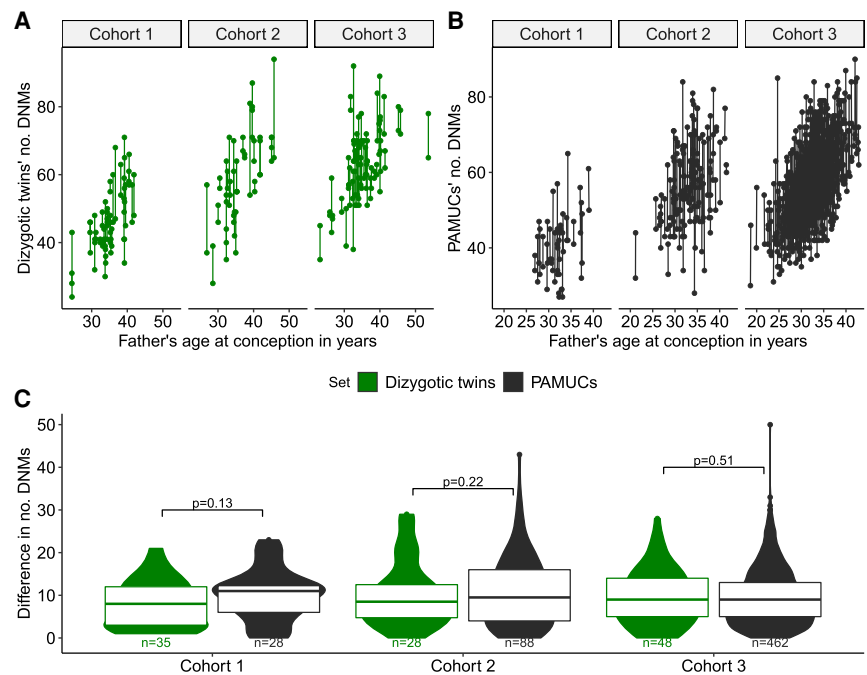 A
B
Cohort 1 Cohort 2 Cohort 3
Cohort 1 Cohort 2 Cohort 3
Dizygotic twins' no. DNMs
80
60
40
30 40 50 30 40 50 30 40 50
Father's age at conception in years
PAMUCs' no. DNMs
80
60
40
20 25 30 35 40 20 25 30 35 40 20 25 30 35 40
Father's age at conception in years
Set Dizygotic twins PAMUCs
C
Difference in no. DNMs
50
40
30
20
10
0
p=0.13
p=0.22
p=0.51
n=35 n=28 n=28 n=88 n=48 n=462
Cohort 1 Cohort 2 Cohort 3